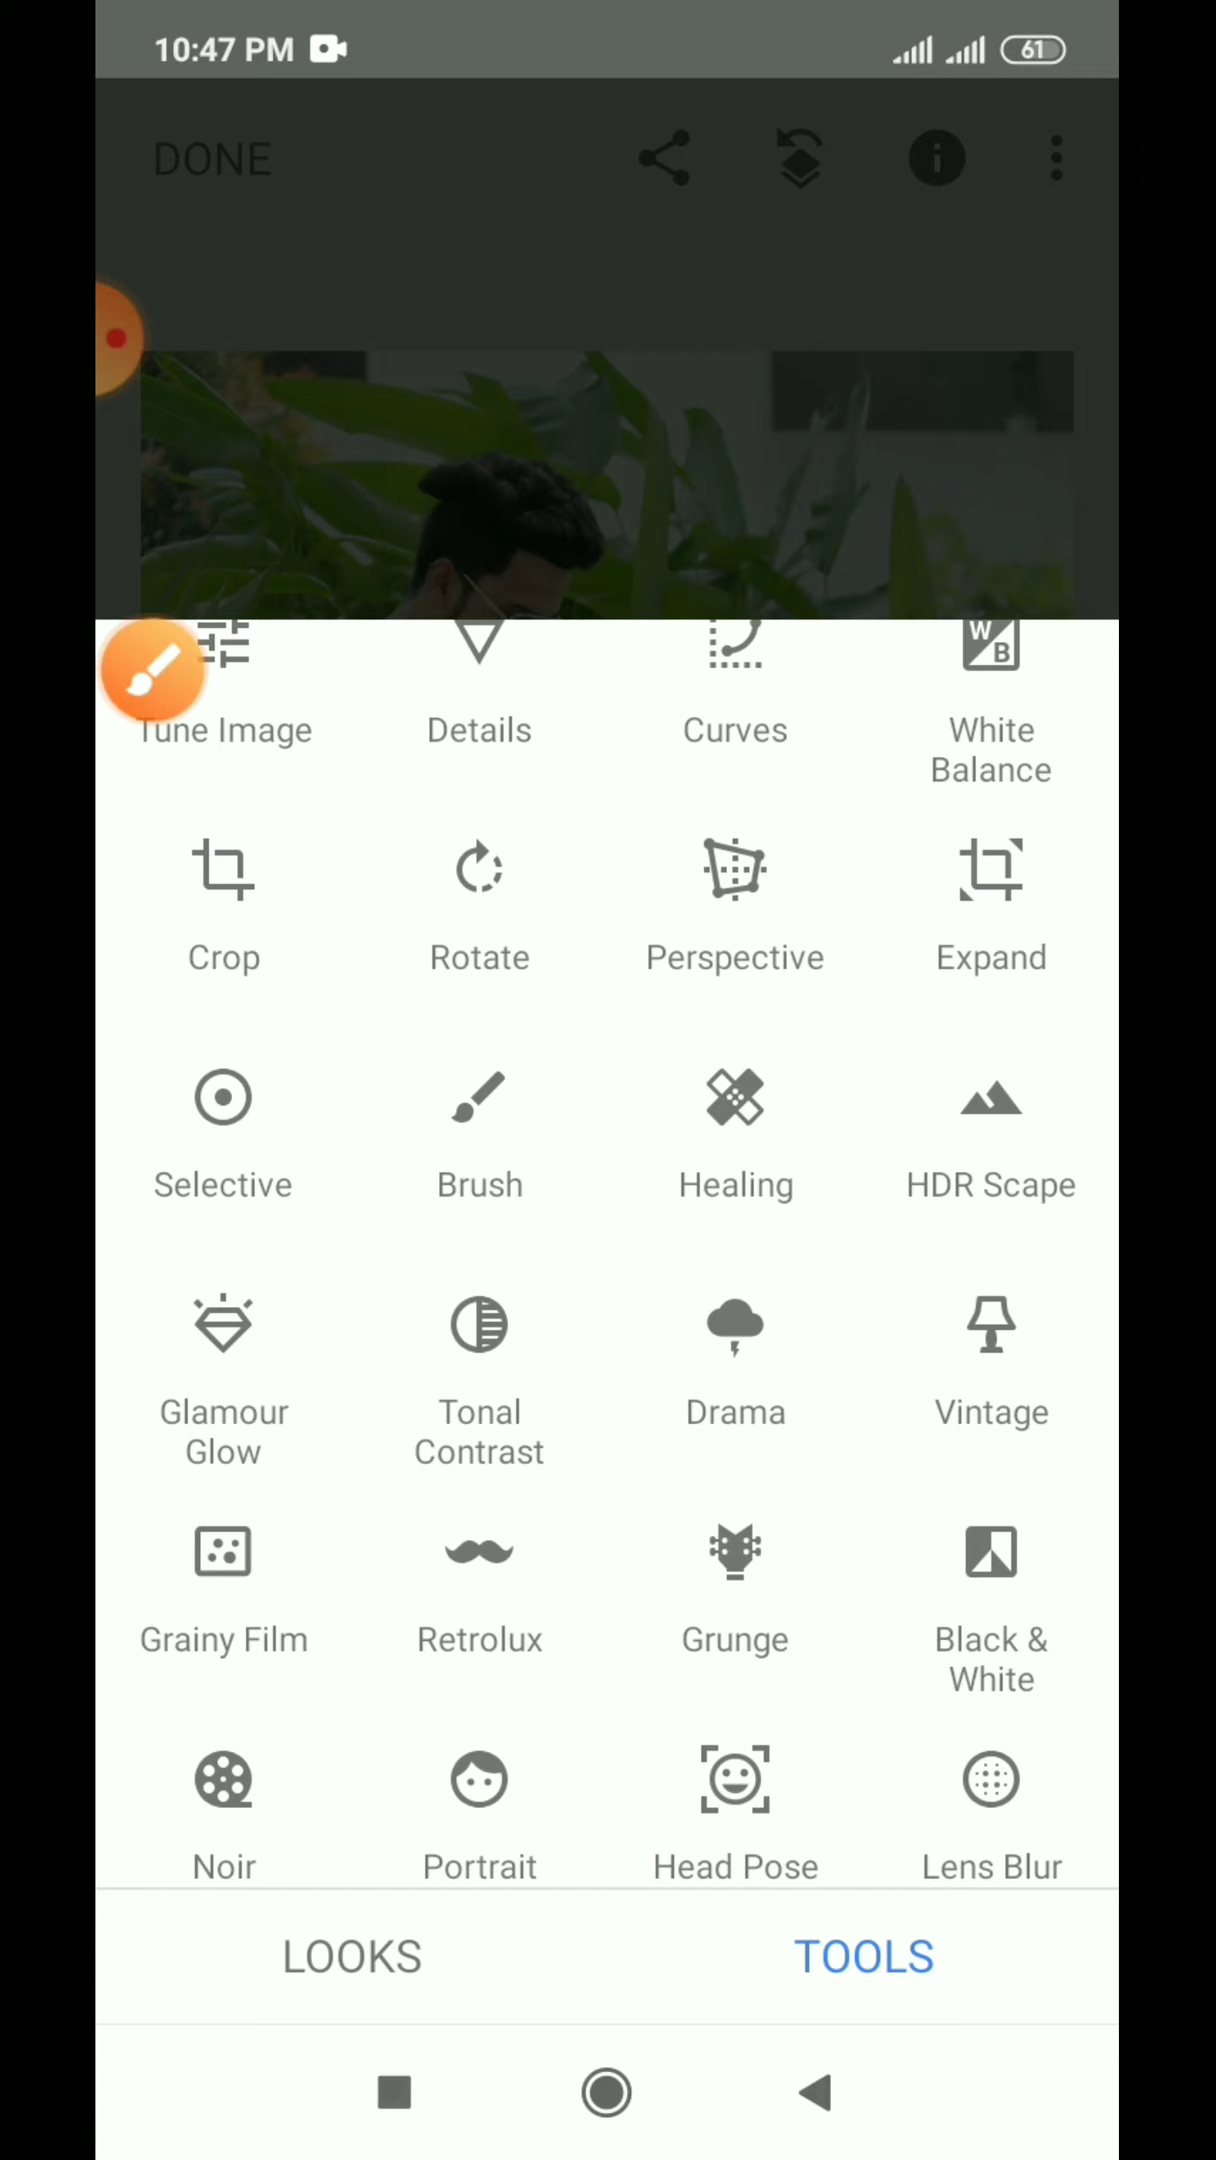 10:47 PM
61
DONE
W
B
Tune Image
Details
Curves
White
Balance
Crop
Rotate
Perspective
Expand
Selective
Brush
Healing
HDR Scape
Glamour
Glow
Tonal
Contrast
Drama
Vintage
Grainy Film
Retrolux
Grunge
Black &
White
Noir
Portrait
Head Pose
Lens Blur
LOOKS
TOOLS